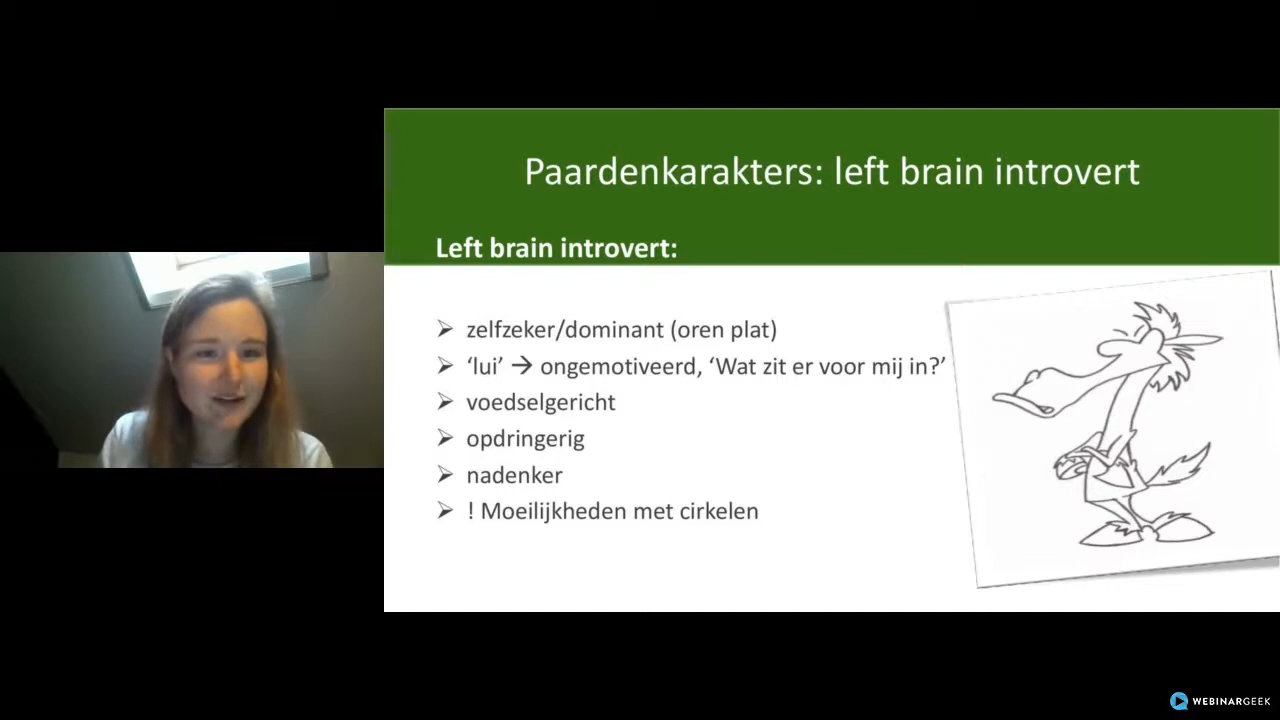 Paardenkarakters: left brain introvert
Left brain introvert:
➢ zelfzeker/dominant (oren plat)
➢ ‘lui’ → ongemotiveerd, ‘Wat zit er voor mij in?’
➢ voedselgericht
➢ opdringerig
➢ nadenker
➢ ! Moeilijkheden met cirkelen
WEBINARGEEK